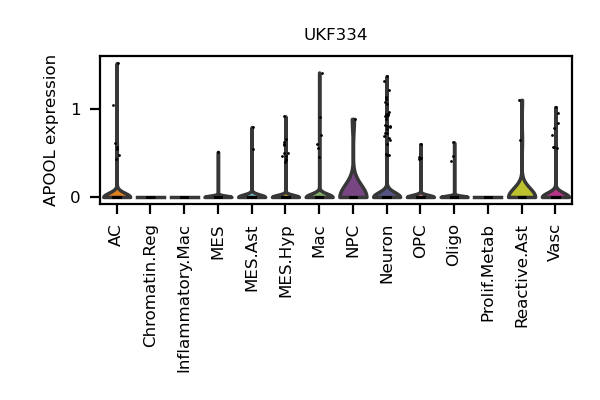 UKF334
APOOL expression
1
0
AC
Chromatin.Reg
Inflammatory.Mac
MES
MES.Ast
MES.Hyp
Mac
NPC
Neuron
OPC
Oligo
Prolif.Metab
Reactive.Ast
Vasc